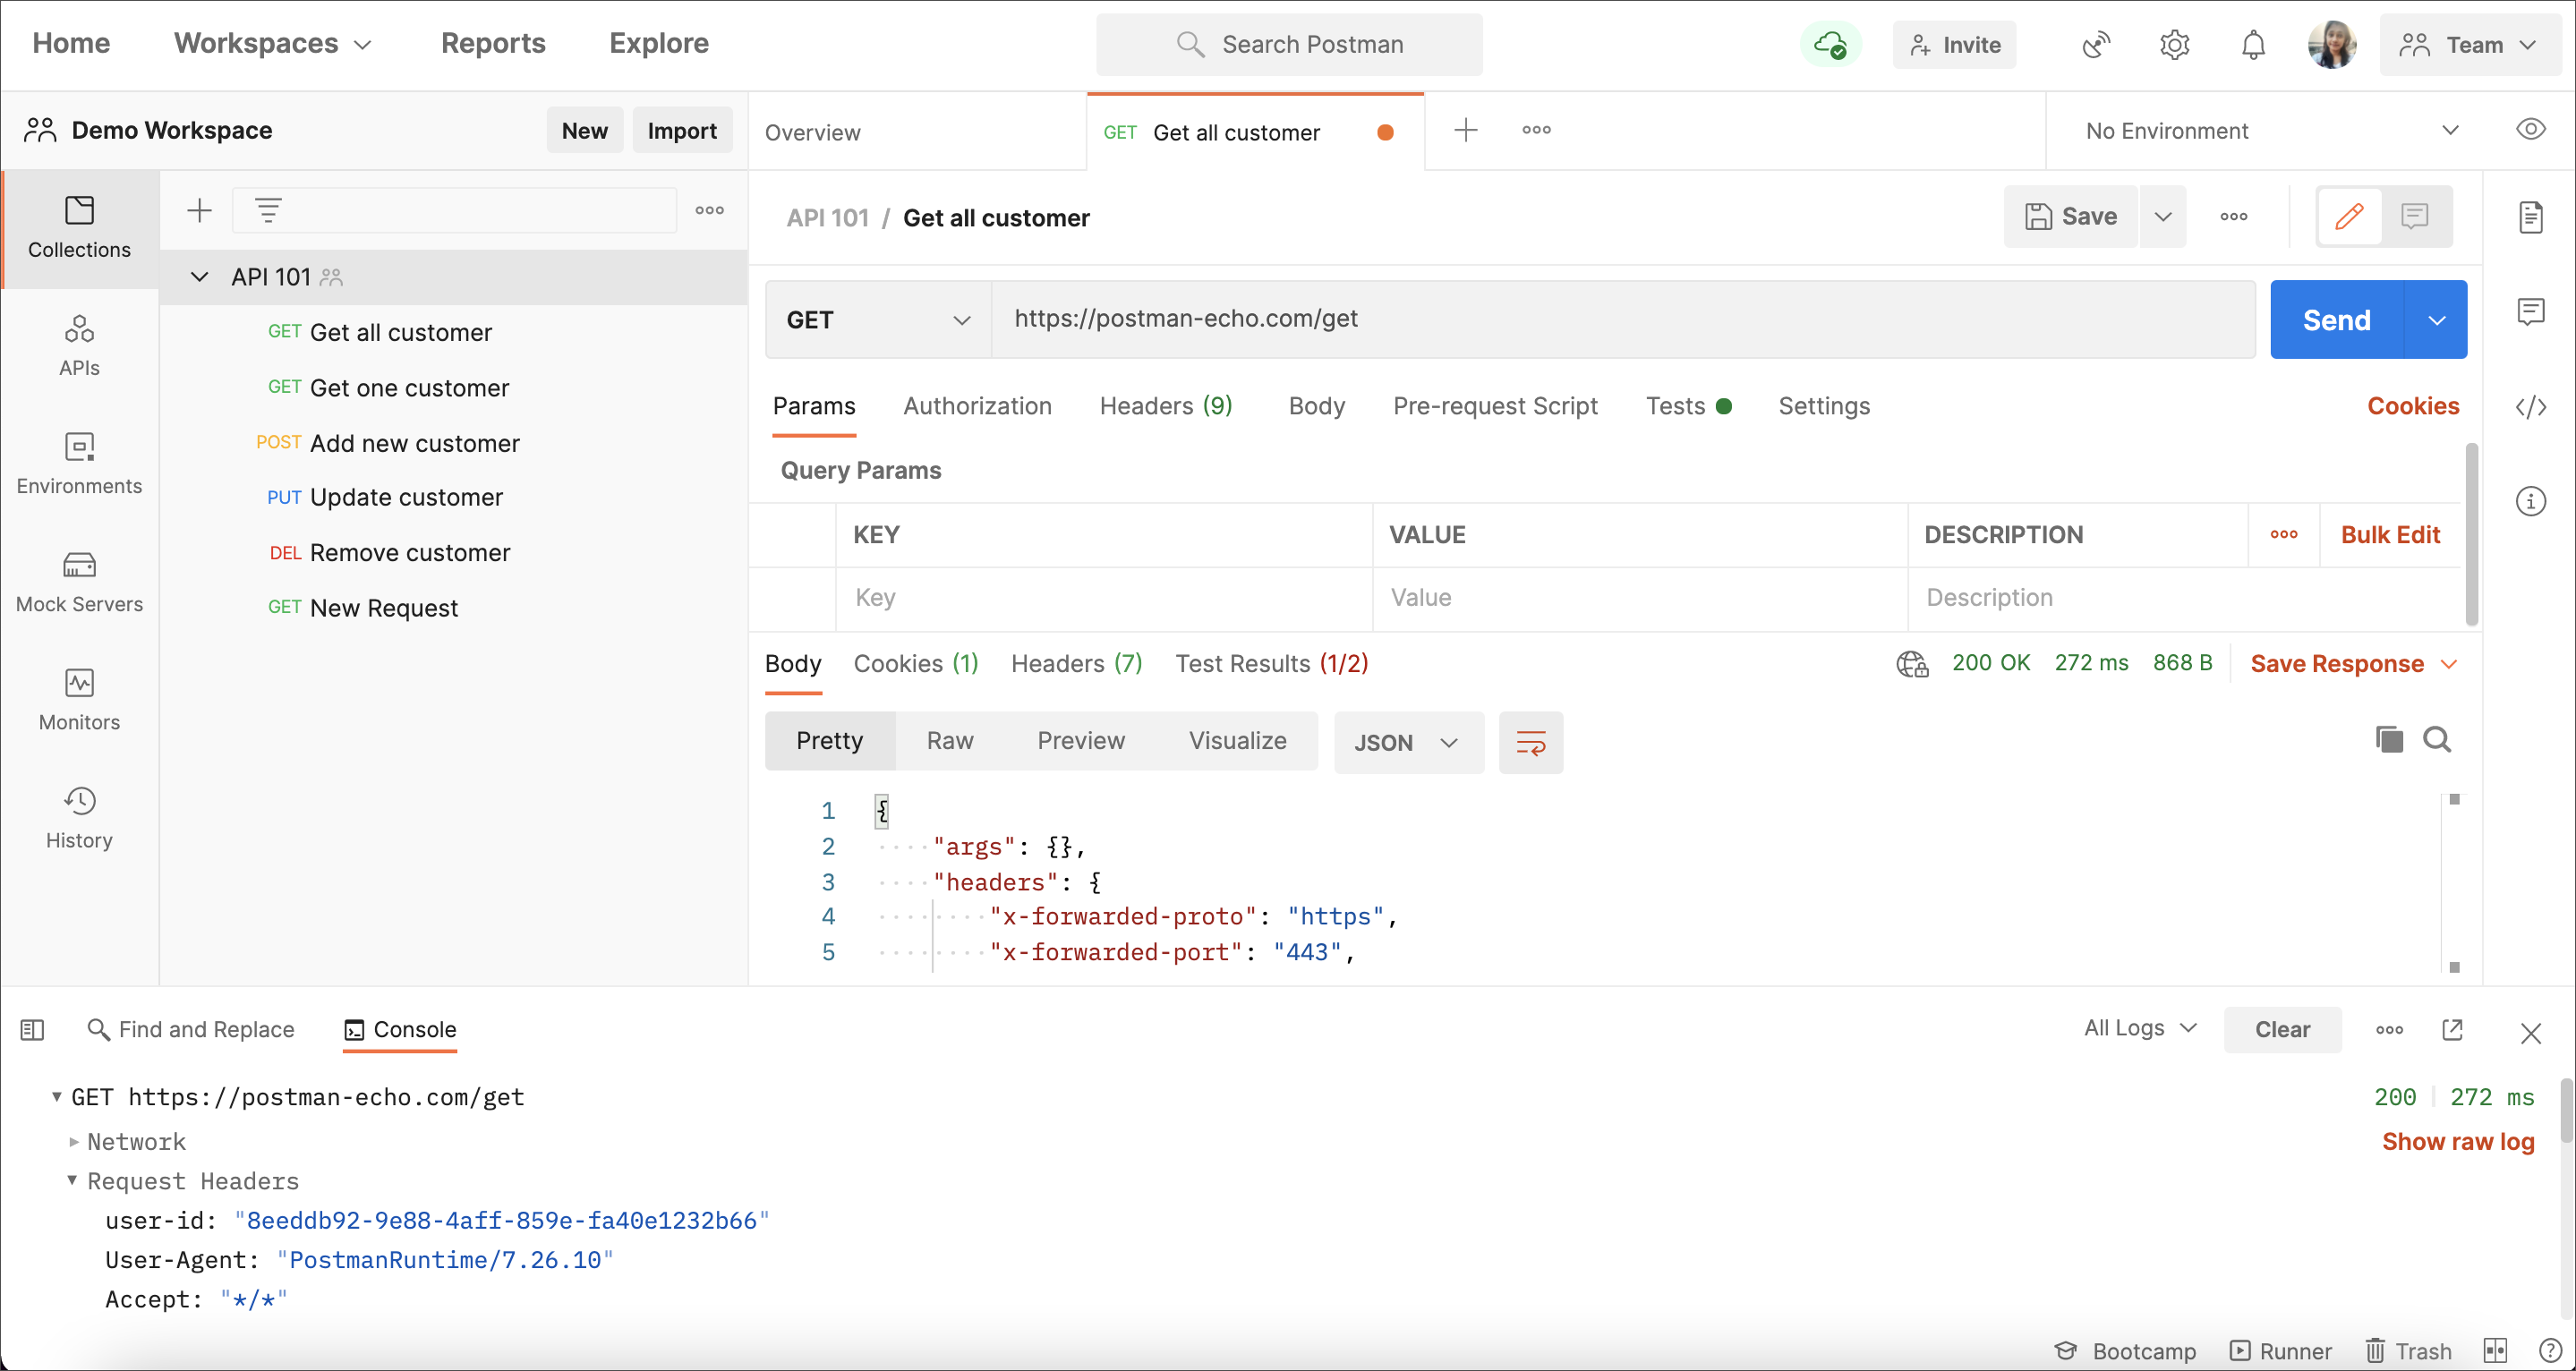 Home Workspaces Reports Explore Search Postman Invite Team
Demo Workspace New Import Overview GET Get all customer No Environment
Collections
APIs
Environments
Mock Servers
Monitors
History
API 101
GET Get all customer
GET Get one customer
POST Add new customer
PUT Update customer
DEL Remove customer
GET New Request
API 101 / Get all customer Save
GET https://postman-echo.com/get Send
Params Authorization Headers (9) Body Pre-request Script Tests Settings Cookies
Query Params
KEY VALUE DESCRIPTION Bulk Edit
Key Value Description
Body Cookies (1) Headers (7) Test Results (1/2) 200 OK 272 ms 868 B Save Response
Pretty Raw Preview Visualize JSON
1 {
2 "args": {},
3 "headers": {
4 "x-forwarded-proto": "https",
5 "x-forwarded-port": "443",
Find and Replace Console All Logs Clear
GET https://postman-echo.com/get 200 272 ms
Network Show raw log
Request Headers
user-id: "8eeddb92-9e88-4aff-859e-fa40e1232b66"
User-Agent: "PostmanRuntime/7.26.10"
Accept: "*/*"
Bootcamp Runner Trash